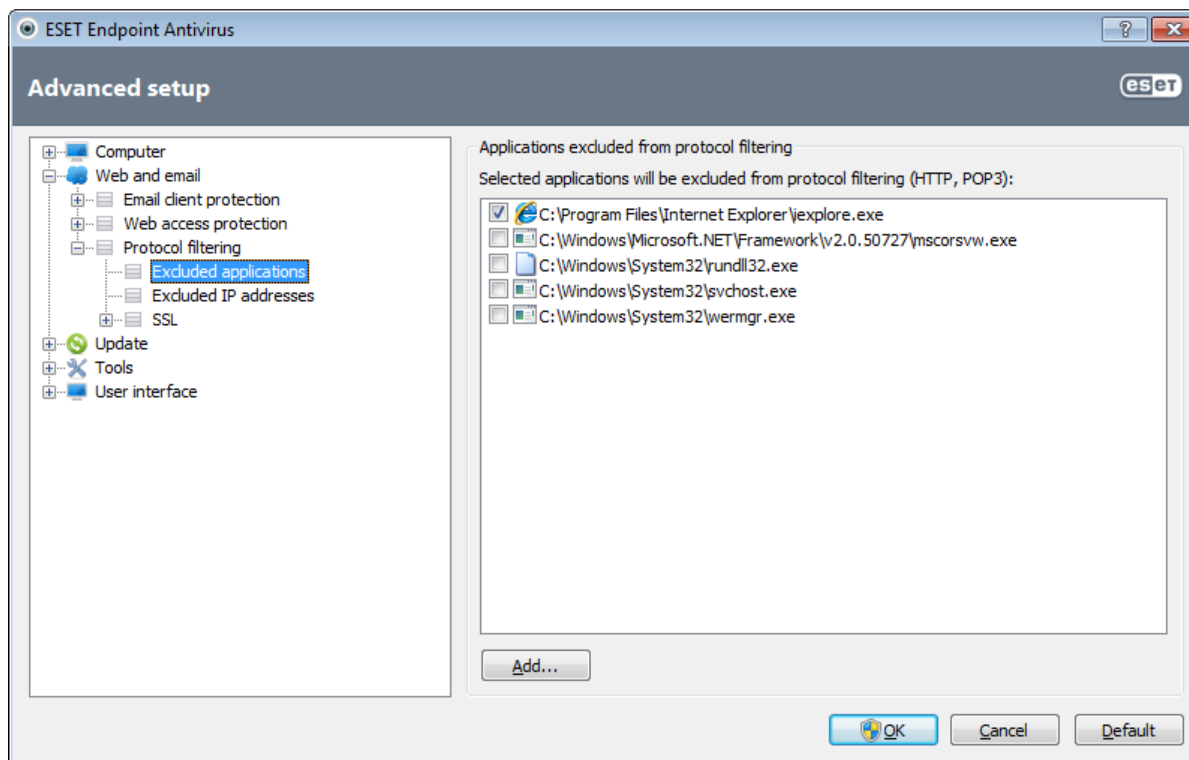 ESET Endpoint Antivirus
?
Advanced setup
eset
Computer
Web and email
Email client protection
Web access protection
Protocol filtering
Excluded applications
Excluded IP addresses
SSL
Update
Tools
User interface
Applications excluded from protocol filtering
Selected applications will be excluded from protocol filtering (HTTP, POP3):
C:\Program Files\Internet Explorer\iexplore.exe
C:\Windows\Microsoft.NET\Framework\v2.0.50727\mscorsvw.exe
C:\Windows\System32\rundll32.exe
C:\Windows\System32\svchost.exe
C:\Windows\System32\wermgr.exe
Add...
OK
Cancel
Default